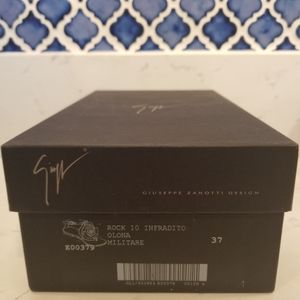 GIUSEPPE ZANOTTI DESIGN
ROCK 10 INFRADITO
OLONA
MILITARE
37
E00379